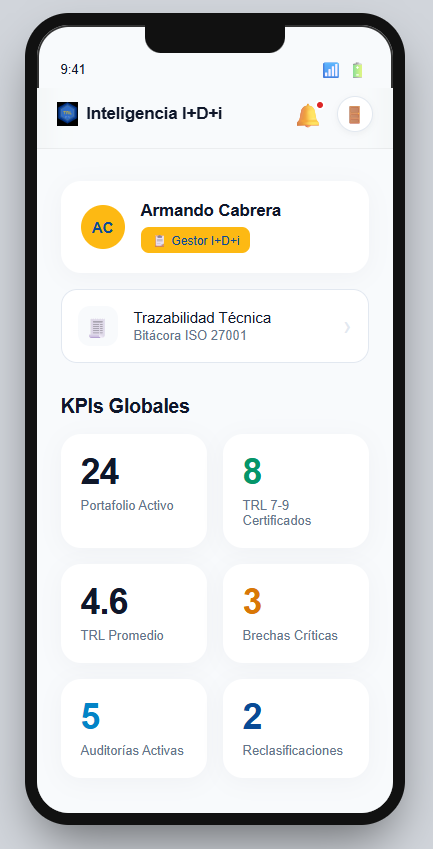 9:41
Inteligencia I+D+i
AC
Armando Cabrera
Gestor I+D+i
Trazabilidad Técnica
Bitácora ISO 27001
KPIs Globales
24
Portafolio Activo
8
TRL 7-9
Certificados
4.6
TRL Promedio
3
Brechas Críticas
5
Auditorías Activas
2
Reclasificaciones